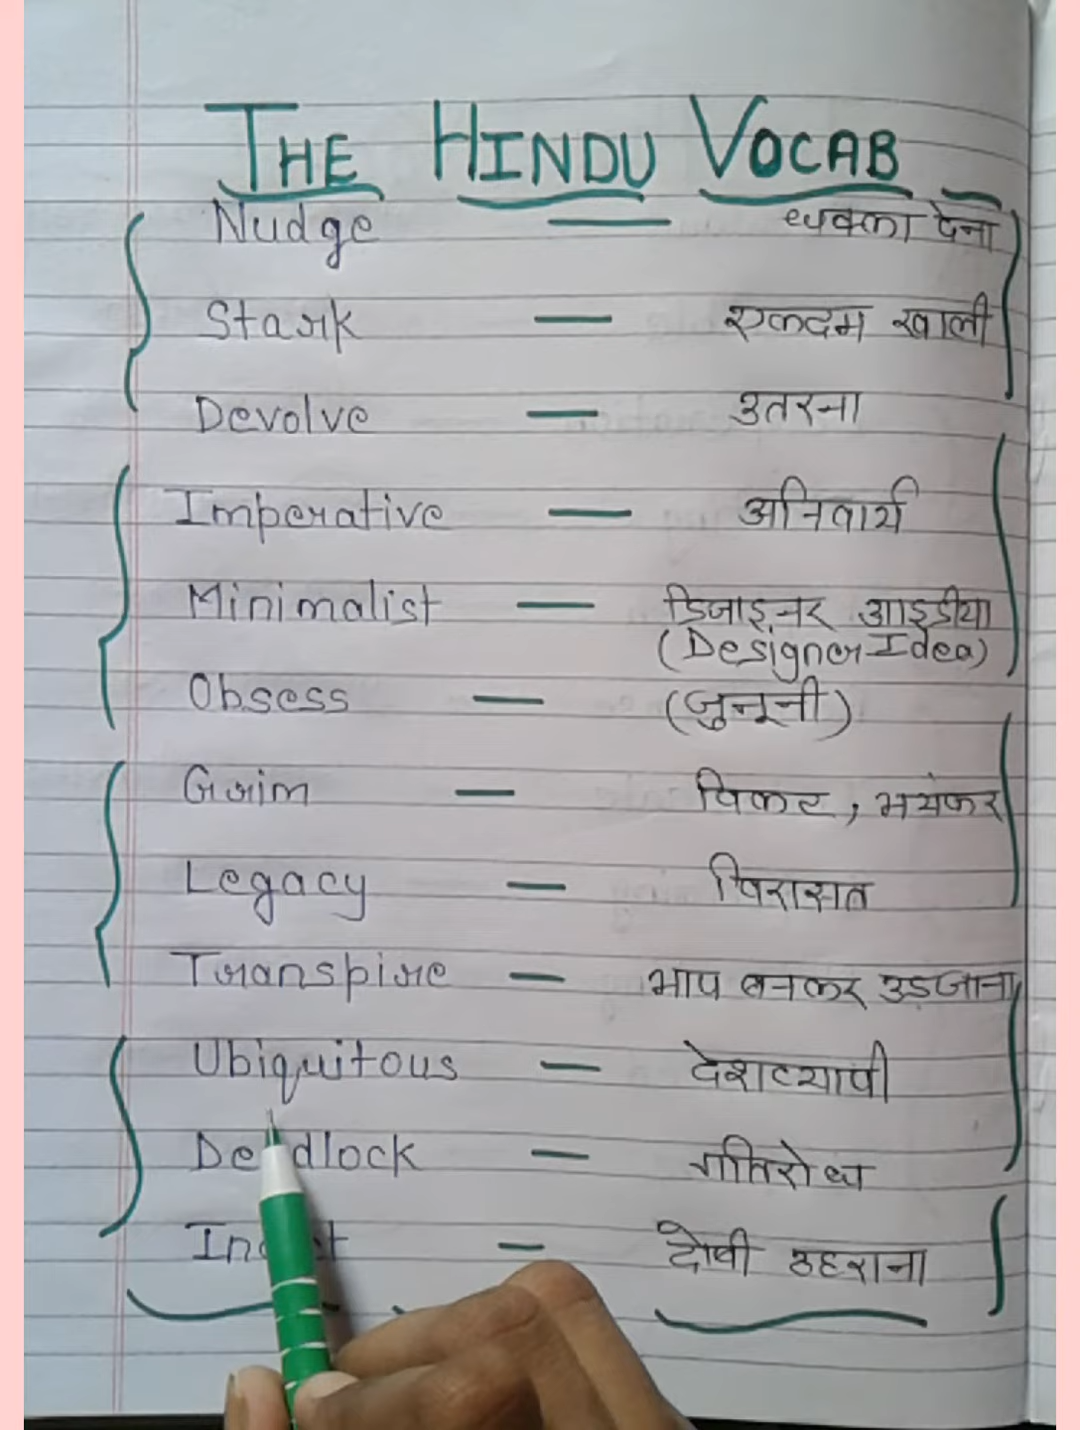 THE HINDU VOCAB
Nudge — धक्का देना
Stark — एकदम खाली
Devolve — उतरना
Imperative — अनिवार्य
Minimalist — डिजाइनर आइडीया
(Designer Idea)
Obsess — (जुनूनी)
Grim — विकट, भयंकर
Legacy — विरासत
Transpire — भाप बनकर उड़जाना
Ubiquitous — देशव्यापी
Deadlock — गतिरोध
— दोषी ठहराना